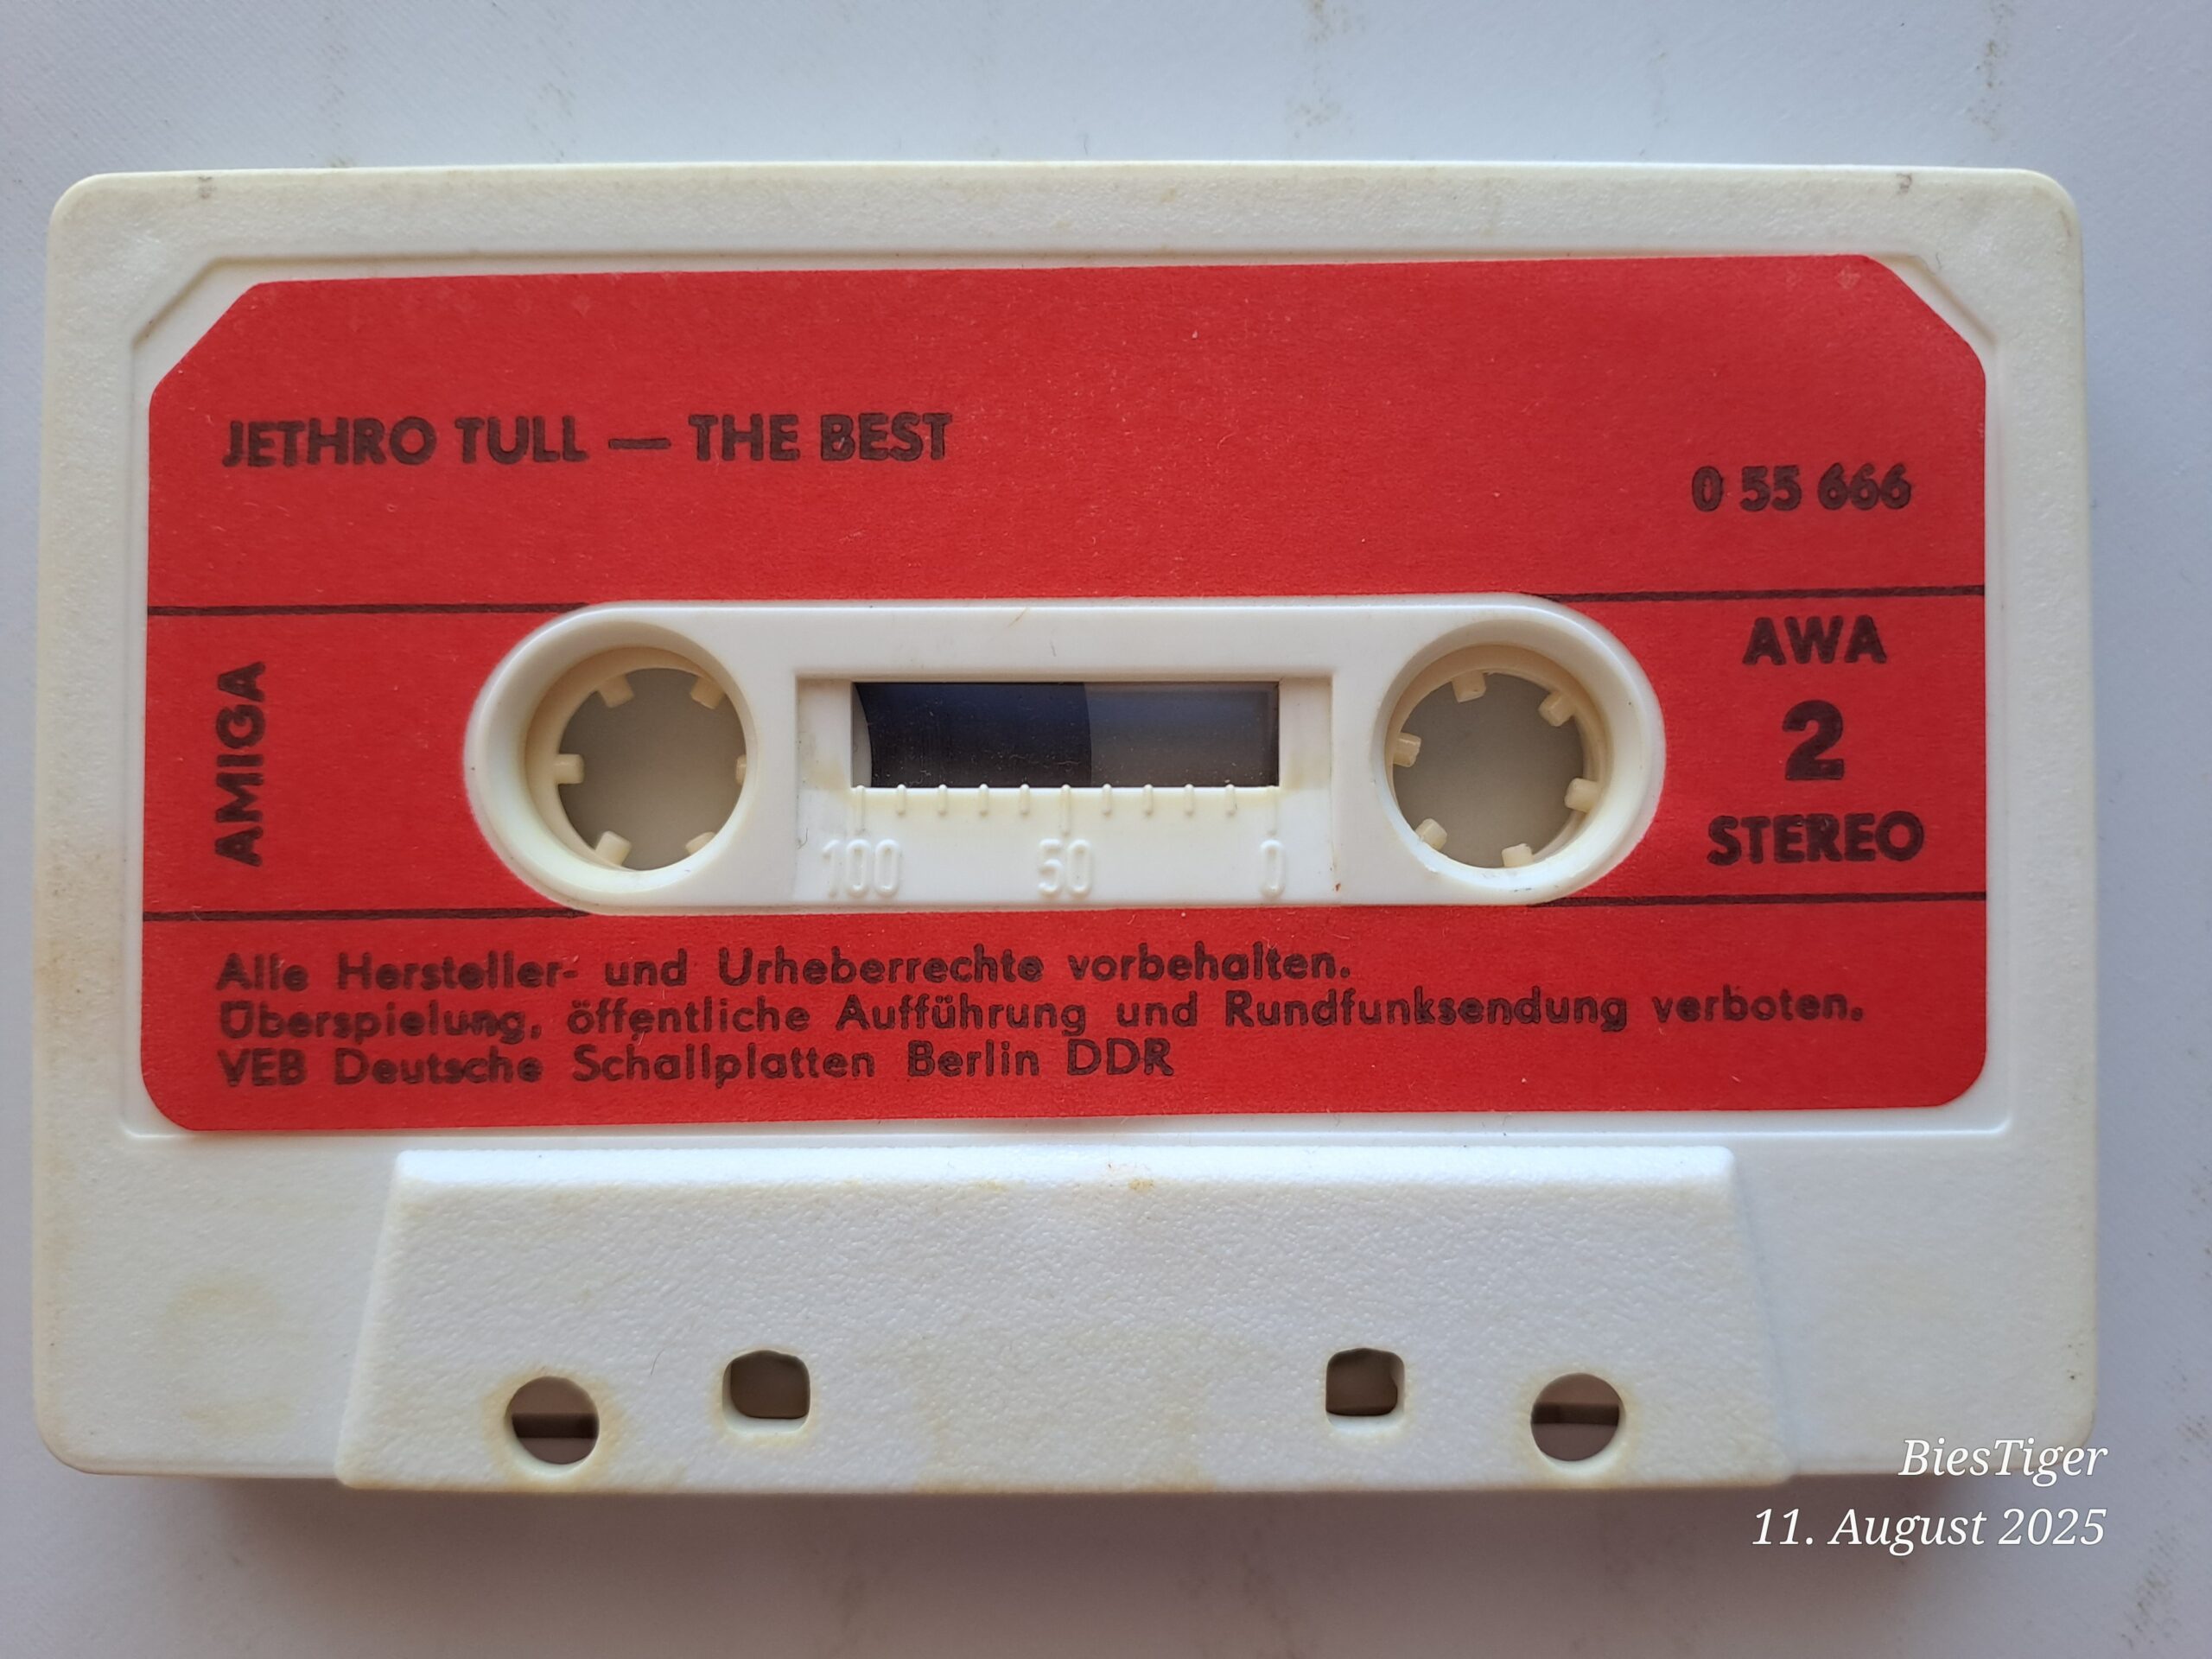 JETHRO TULL — THE BEST
0 55 666
AMIGA
AWA
2
STEREO
100 50 0
Alle Hersteller- und Urheberrechte vorbehalten.
Überspielung, öffentliche Aufführung und Rundfunksendung verboten.
VEB Deutsche Schallplatten Berlin DDR
BiesTiger
11. August 2025